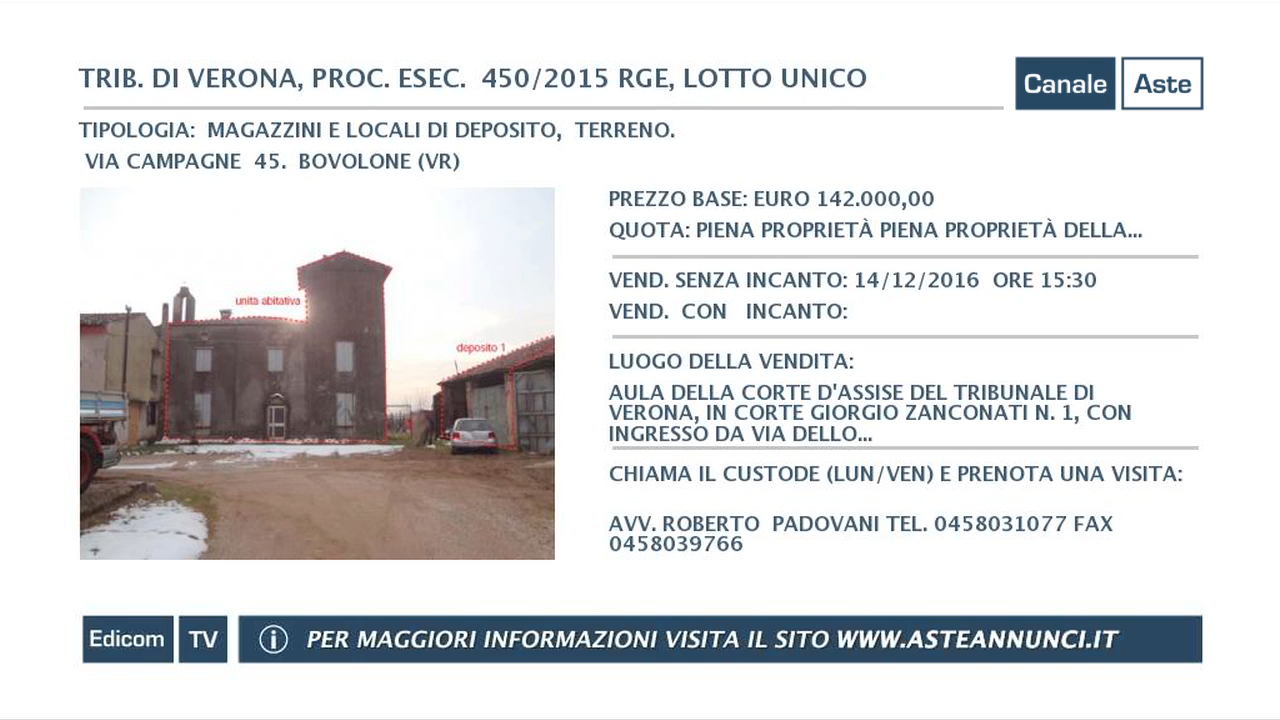 TRIB. DI VERONA, PROC. ESEC. 450/2015 RGE, LOTTO UNICO
Canale Aste
TIPOLOGIA: MAGAZZINI E LOCALI DI DEPOSITO, TERRENO.
VIA CAMPAGNE 45. BOVOLONE (VR)
unità abitativa
deposito 1
PREZZO BASE: EURO 142.000,00
QUOTA: PIENA PROPRIETÀ PIENA PROPRIETÀ DELLA...
VEND. SENZA INCANTO: 14/12/2016 ORE 15:30
VEND. CON INCANTO:
LUOGO DELLA VENDITA:
AULA DELLA CORTE D'ASSISE DEL TRIBUNALE DI
VERONA, IN CORTE GIORGIO ZANCONATI N. 1, CON
INGRESSO DA VIA DELLO...
CHIAMA IL CUSTODE (LUN/VEN) E PRENOTA UNA VISITA:
AVV. ROBERTO PADOVANI TEL. 0458031077 FAX
0458039766
Edicom TV
PER MAGGIORI INFORMAZIONI VISITA IL SITO WWW.ASTEANNUNCI.IT